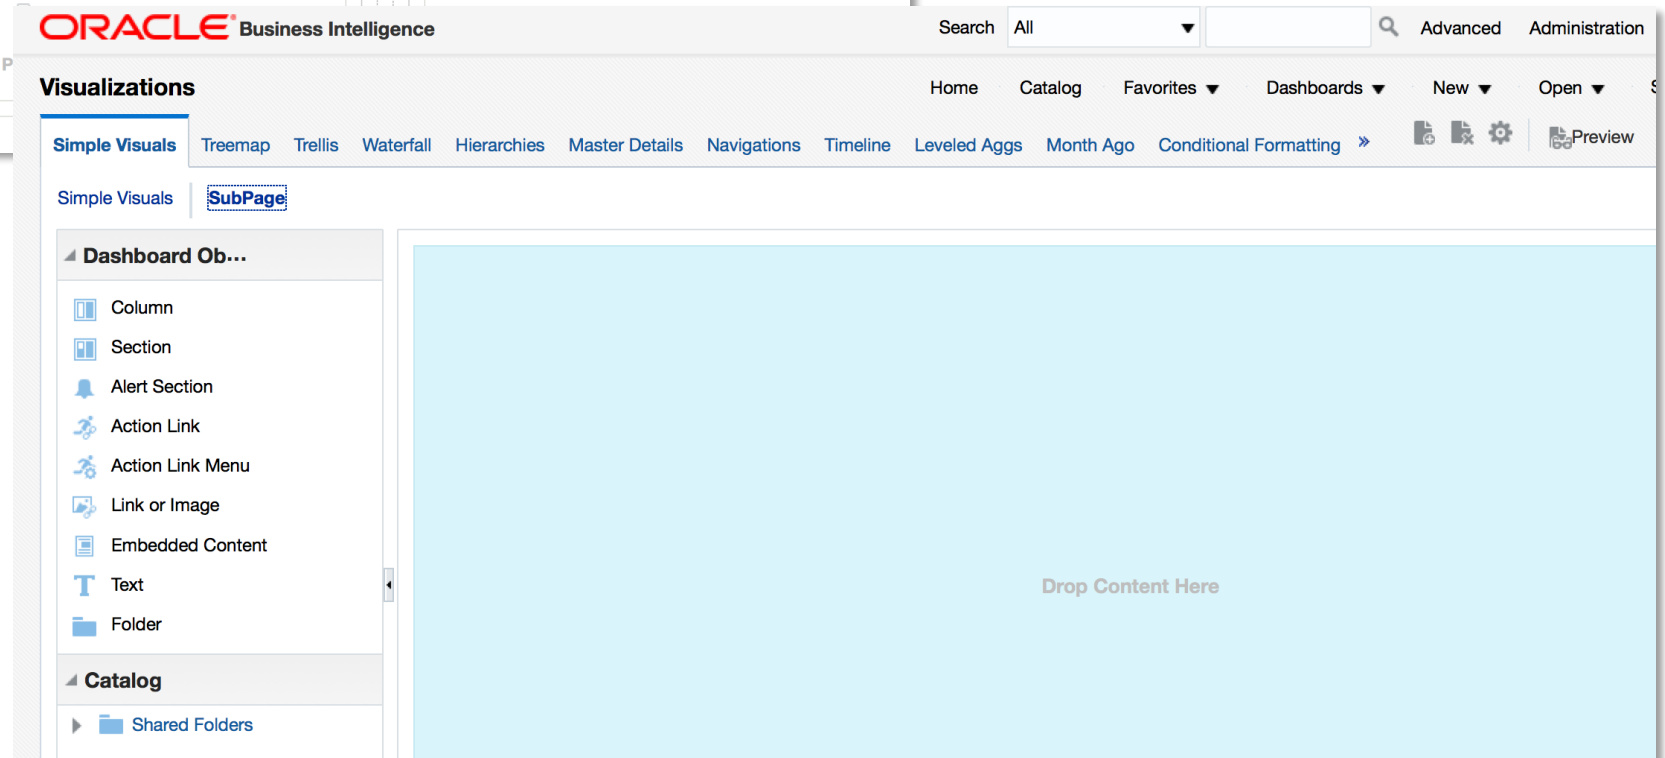 ORACLE® Business Intelligence
Search All Advanced Administration
P
Visualizations Home Catalog Favorites Dashboards New Open
Simple Visuals Treemap Trellis Waterfall Hierarchies Master Details Navigations Timeline Leveled Aggs Month Ago Conditional Formatting » Preview
Simple Visuals SubPage
Dashboard Ob...
Column
Section
Alert Section
Action Link
Action Link Menu
Link or Image
Embedded Content
Text
Drop Content Here
Folder
Catalog
Shared Folders